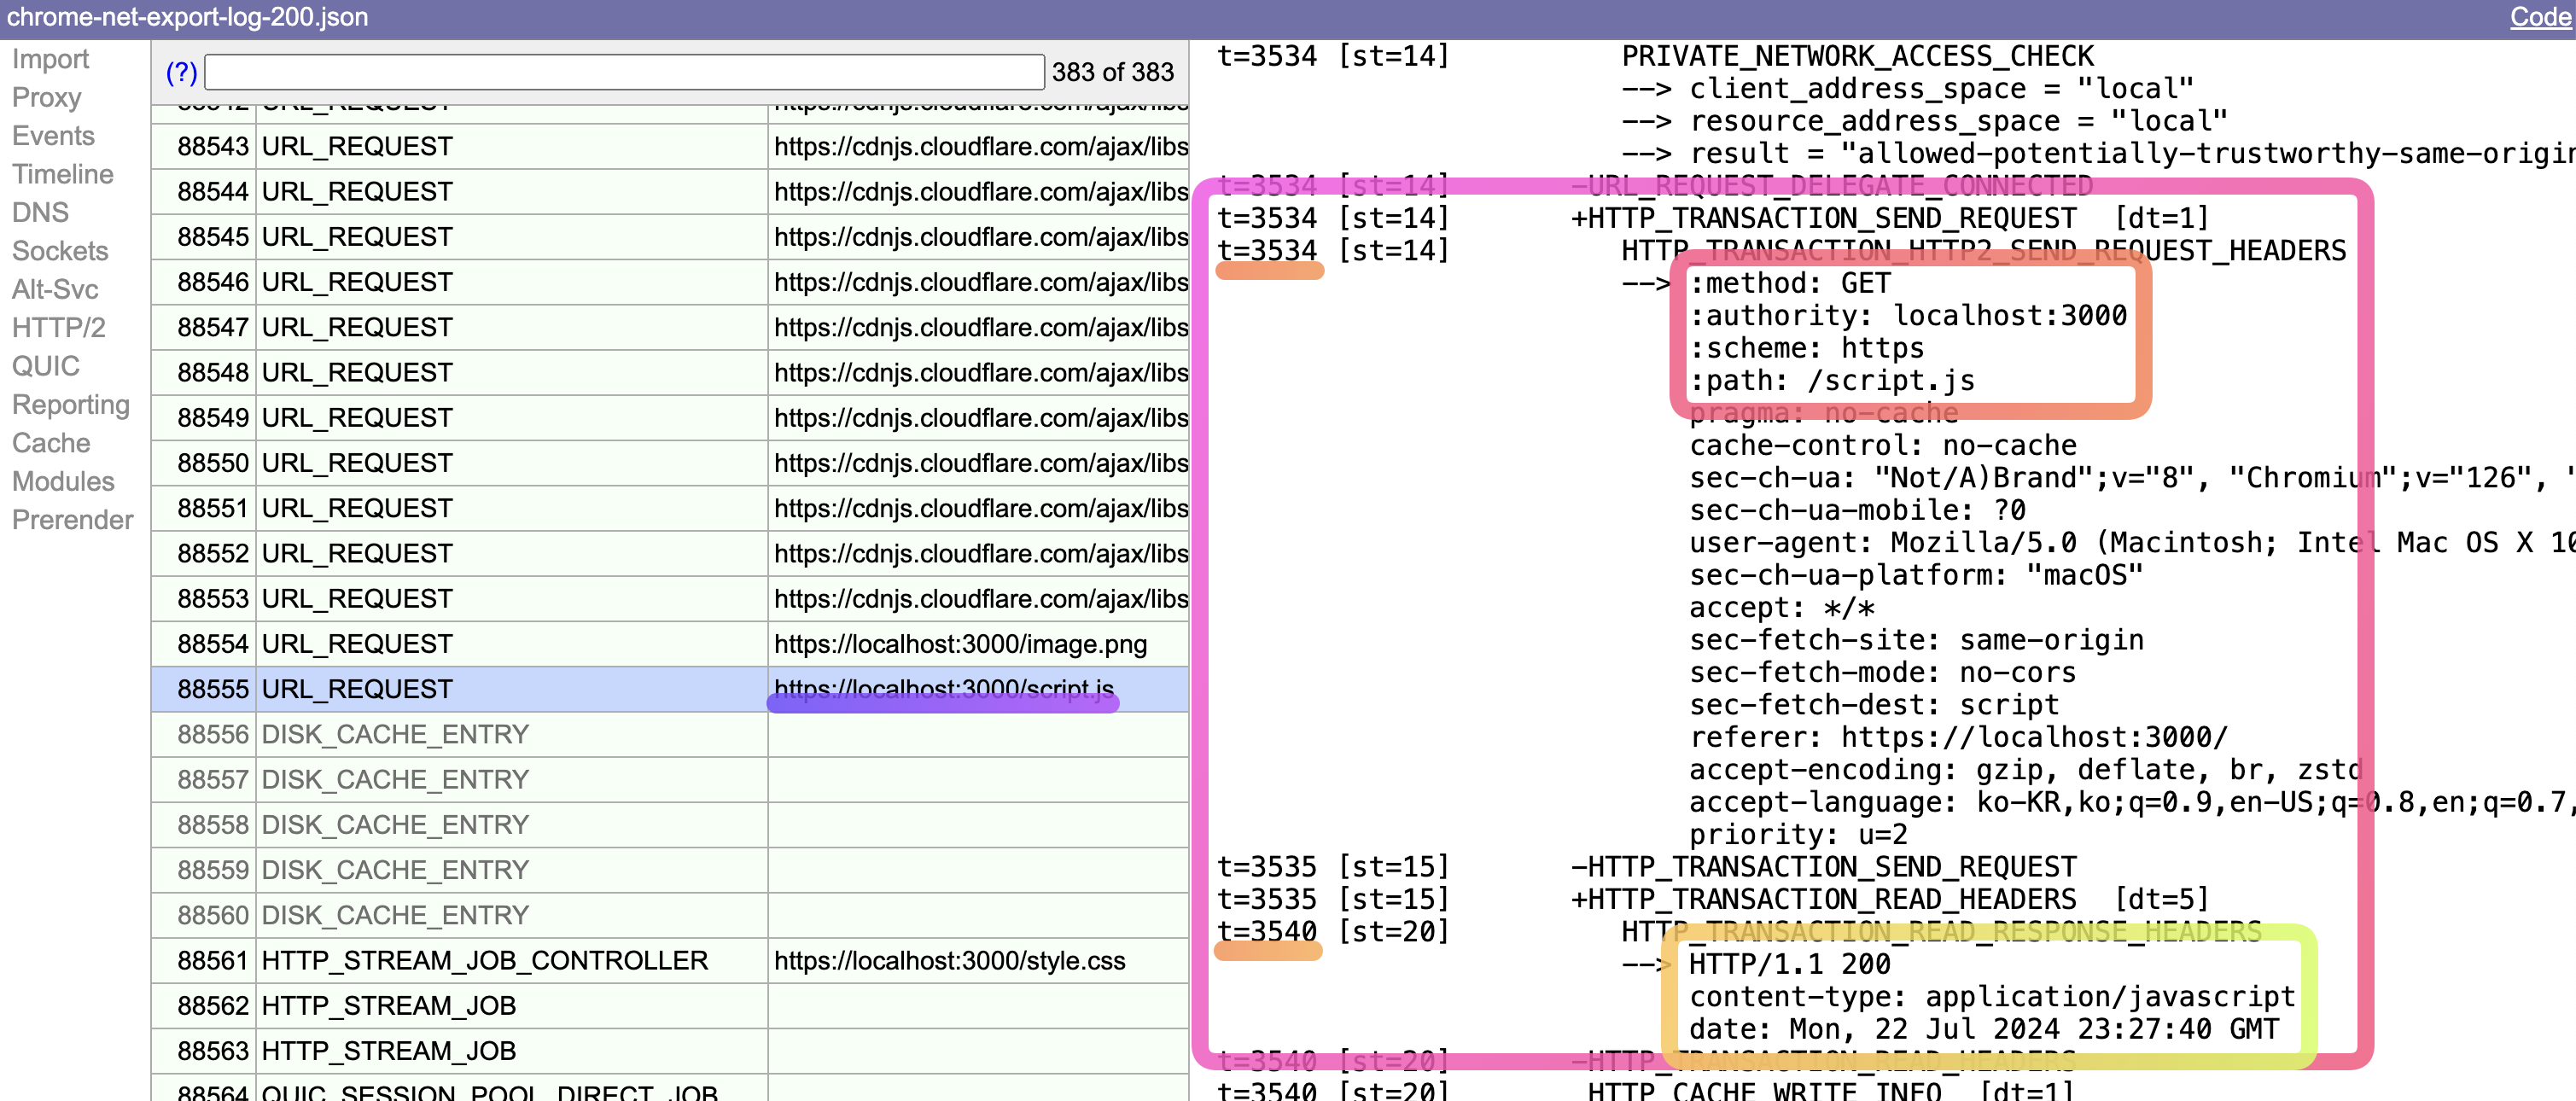 chrome-net-export-log-200.json
Code
Import
Proxy
Events
Timeline
DNS
Sockets
Alt-Svc
HTTP/2
QUIC
Reporting
Cache
Modules
Prerender
(?)
383 of 383
88542 URL_REQUEST https://cdnjs.cloudflare.com/ajax/libs
88543 URL_REQUEST https://cdnjs.cloudflare.com/ajax/libs
88544 URL_REQUEST https://cdnjs.cloudflare.com/ajax/libs
88545 URL_REQUEST https://cdnjs.cloudflare.com/ajax/libs
88546 URL_REQUEST https://cdnjs.cloudflare.com/ajax/libs
88547 URL_REQUEST https://cdnjs.cloudflare.com/ajax/libs
88548 URL_REQUEST https://cdnjs.cloudflare.com/ajax/libs
88549 URL_REQUEST https://cdnjs.cloudflare.com/ajax/libs
88550 URL_REQUEST https://cdnjs.cloudflare.com/ajax/libs
88551 URL_REQUEST https://cdnjs.cloudflare.com/ajax/libs
88552 URL_REQUEST https://cdnjs.cloudflare.com/ajax/libs
88553 URL_REQUEST https://cdnjs.cloudflare.com/ajax/libs
88554 URL_REQUEST https://localhost:3000/image.png
88555 URL_REQUEST https://localhost:3000/script.js
88556 DISK_CACHE_ENTRY
88557 DISK_CACHE_ENTRY
88558 DISK_CACHE_ENTRY
88559 DISK_CACHE_ENTRY
88560 DISK_CACHE_ENTRY
88561 HTTP_STREAM_JOB_CONTROLLER https://localhost:3000/style.css
88562 HTTP_STREAM_JOB
88563 HTTP_STREAM_JOB
88564 QUIC_SESSION_POOL_DIRECT_JOB
t=3534 [st=14] PRIVATE_NETWORK_ACCESS_CHECK
--> client_address_space = "local"
--> resource_address_space = "local"
--> result = "allowed-potentially-trustworthy-same-origin
t=3534 [st=14] -URL_REQUEST_DELEGATE_CONNECTED
t=3534 [st=14] +HTTP_TRANSACTION_SEND_REQUEST [dt=1]
t=3534 [st=14] HTTP_TRANSACTION_HTTP2_SEND_REQUEST_HEADERS
--> :method: GET
:authority: localhost:3000
:scheme: https
:path: /script.js
pragma: no-cache
cache-control: no-cache
sec-ch-ua: "Not/A)Brand";v="8", "Chromium";v="126", "
sec-ch-ua-mobile: ?0
user-agent: Mozilla/5.0 (Macintosh; Intel Mac OS X 10
sec-ch-ua-platform: "macOS"
accept: */*
sec-fetch-site: same-origin
sec-fetch-mode: no-cors
sec-fetch-dest: script
referer: https://localhost:3000/
accept-encoding: gzip, deflate, br, zstd
accept-language: ko-KR,ko;q=0.9,en-US;q=0.8,en;q=0.7,
priority: u=2
t=3535 [st=15] -HTTP_TRANSACTION_SEND_REQUEST
t=3535 [st=15] +HTTP_TRANSACTION_READ_HEADERS [dt=5]
t=3540 [st=20] HTTP_TRANSACTION_READ_RESPONSE_HEADERS
--> HTTP/1.1 200
content-type: application/javascript
date: Mon, 22 Jul 2024 23:27:40 GMT
t=3540 [st=20] -HTTP_TRANSACTION_READ_HEADERS
t=3540 [st=20] HTTP_CACHE_WRITE_INFO [dt=1]